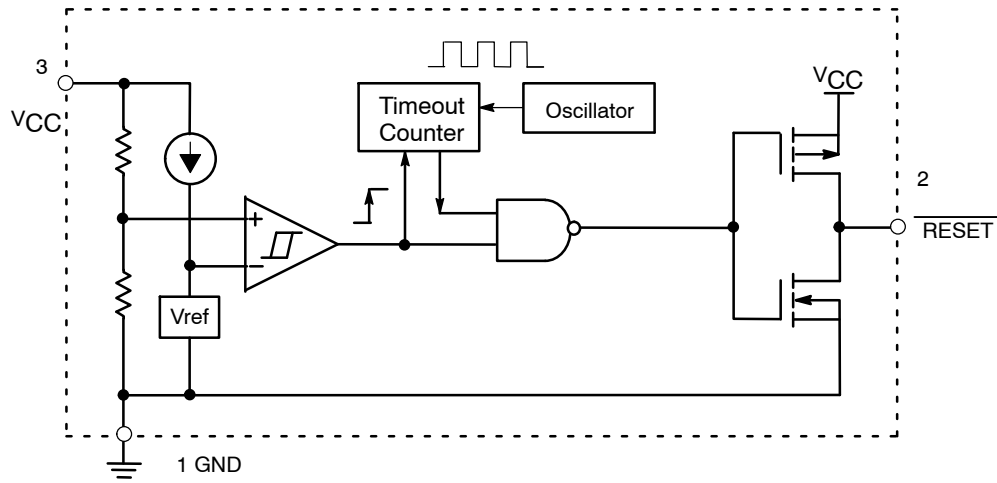 3
VCC
Timeout
Counter
Oscillator
VCC
2
RESET
+
−
Vref
1 GND